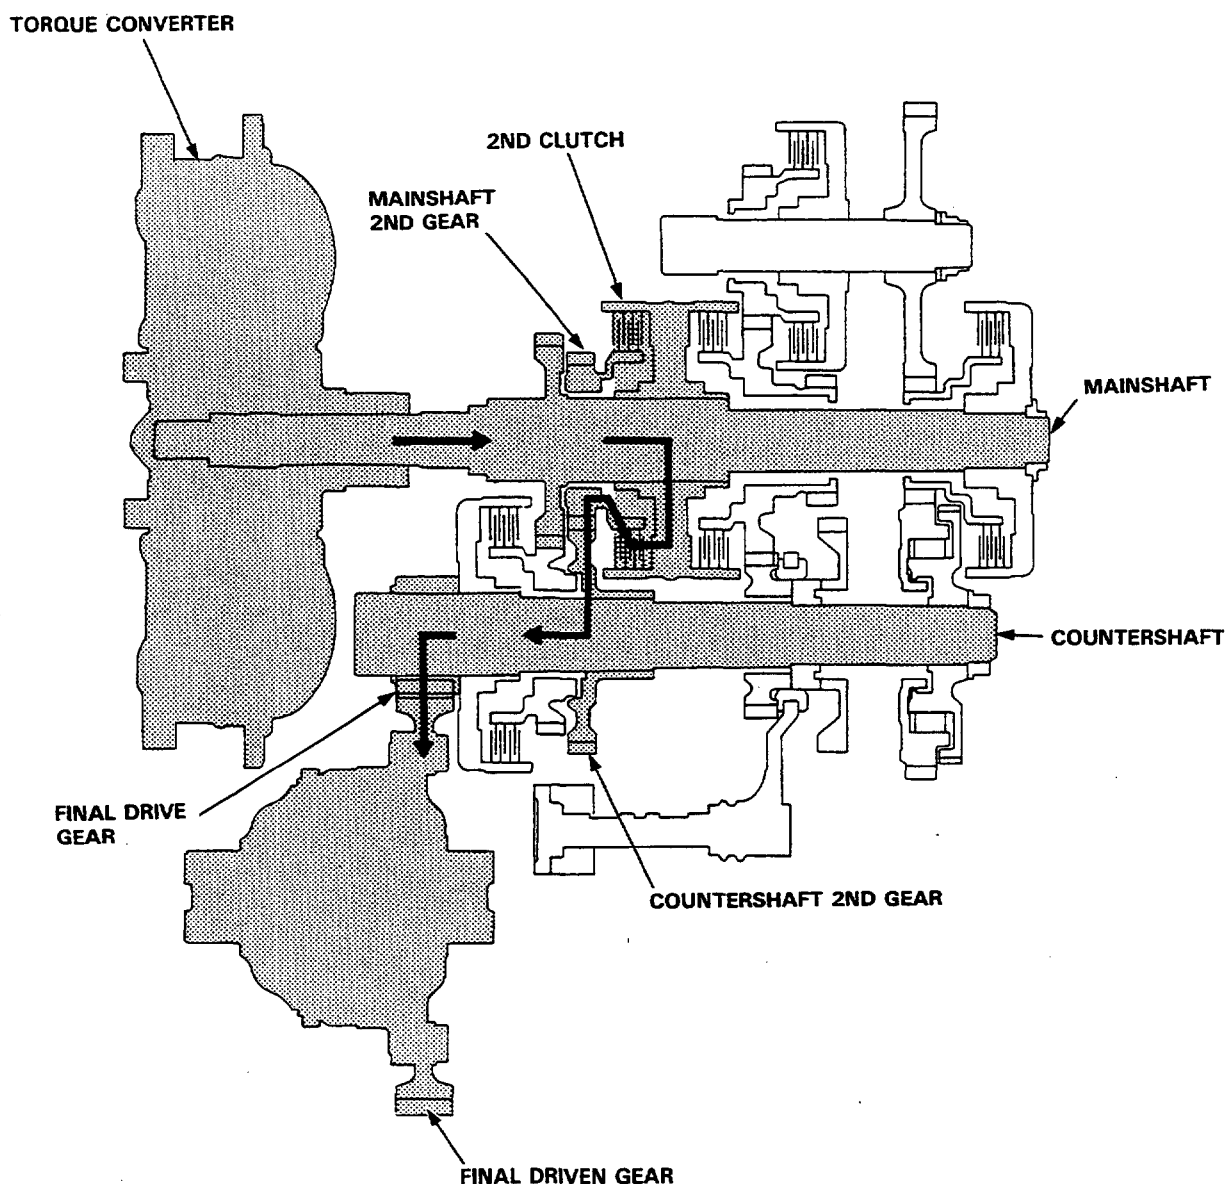 TORQUE CONVERTER
2ND CLUTCH
MAINSHAFT
2ND GEAR
MAINSHAFT
COUNTERSHAFT
FINAL DRIVE
GEAR
COUNTERSHAFT 2ND GEAR
FINAL DRIVEN GEAR